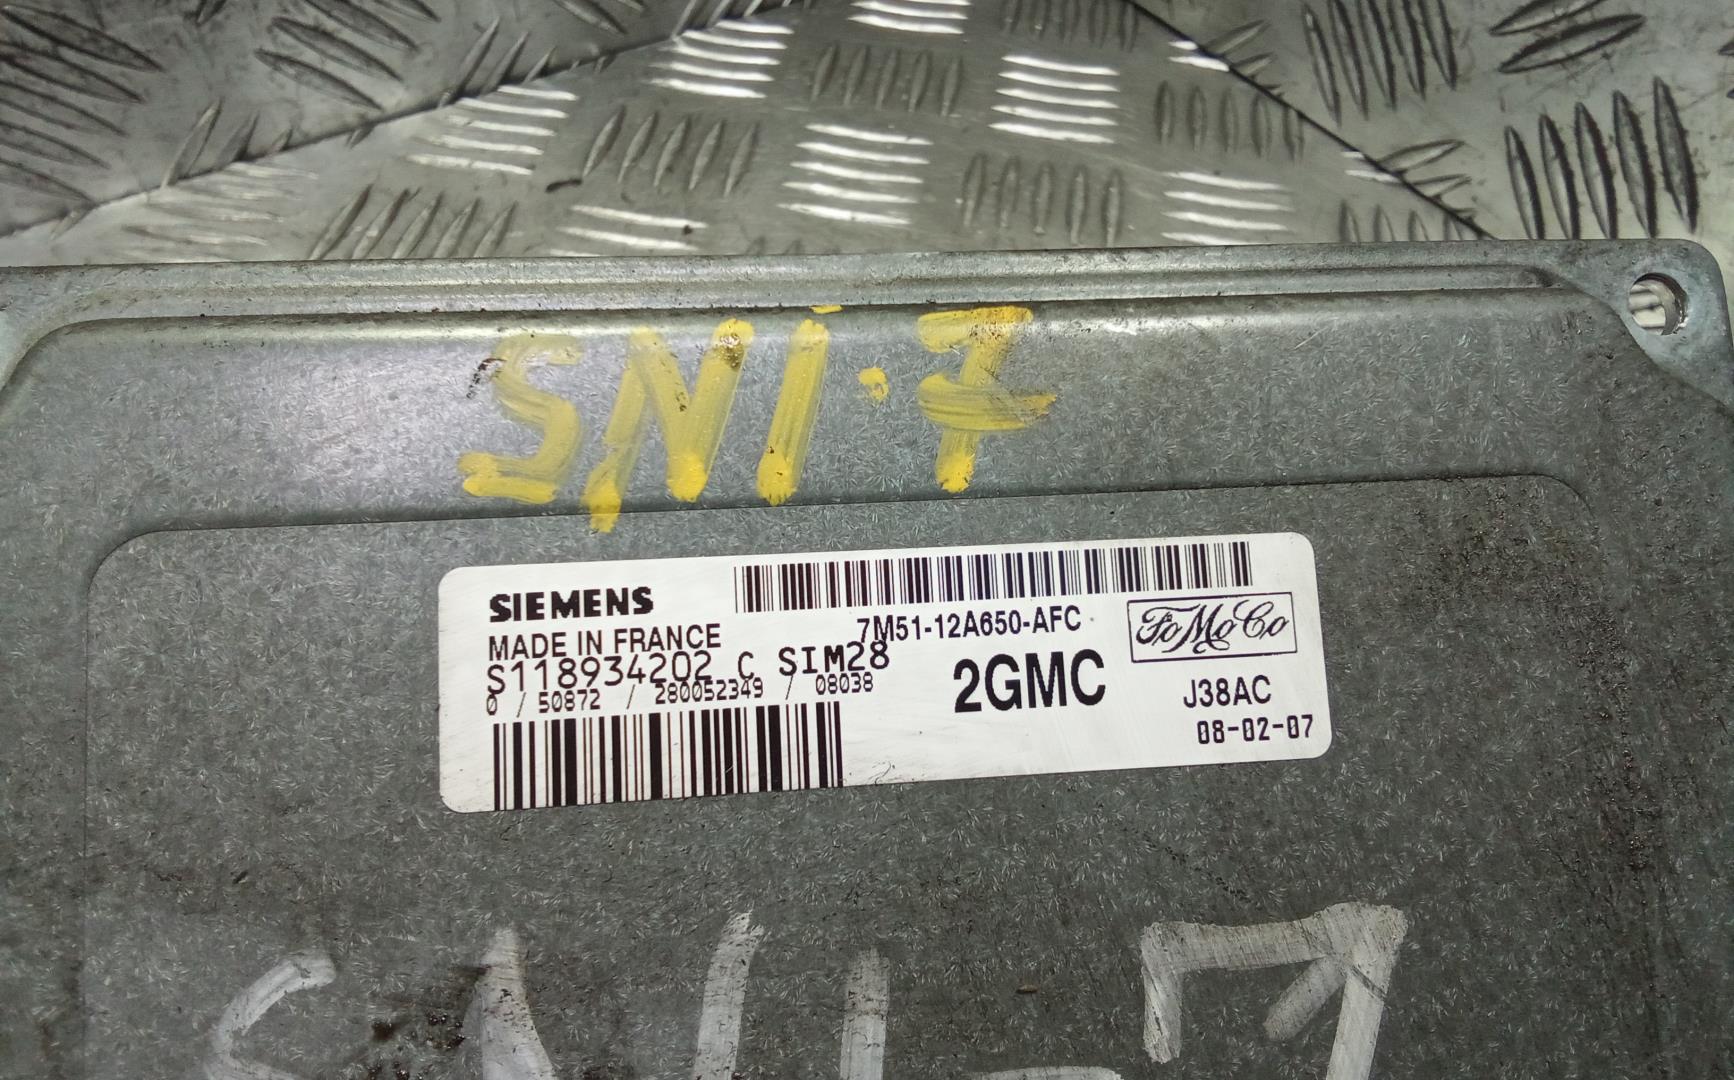 SNI.7
SIEMENS
MADE IN FRANCE
7M51-12A650-AFC
FoMoCo
S118934202 C SIM28
0 / 50872 / 280052349 / 08038
2GMC
J38AC
08-02-07